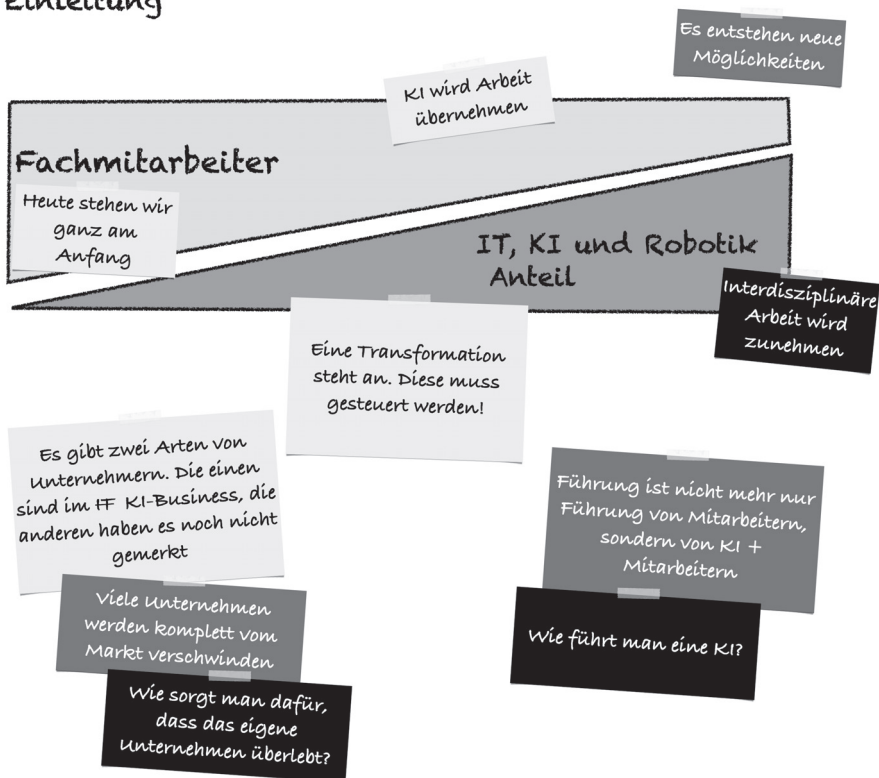 Einleitung
Es entstehen neue
Möglichkeiten
KI wird Arbeit
übernehmen
Fachmitarbeiter
Heute stehen wir
ganz am
Anfang
IT, KI und Robotik
Anteil
Interdisziplinäre
Arbeit wird
zunehmen
Eine Transformation
steht an. Diese muss
gesteuert werden!
Es gibt zwei Arten von
Unternehmern. Die einen
sind im IT KI-Business, die
anderen haben es noch nicht
gemerkt
Viele Unternehmen
werden komplett vom
Markt verschwinden
Wie sorgt man dafür,
dass das eigene
Unternehmen überlebt?
Führung ist nicht mehr nur
Führung von Mitarbeitern,
sondern von KI +
Mitarbeitern
Wie führt man eine KI?